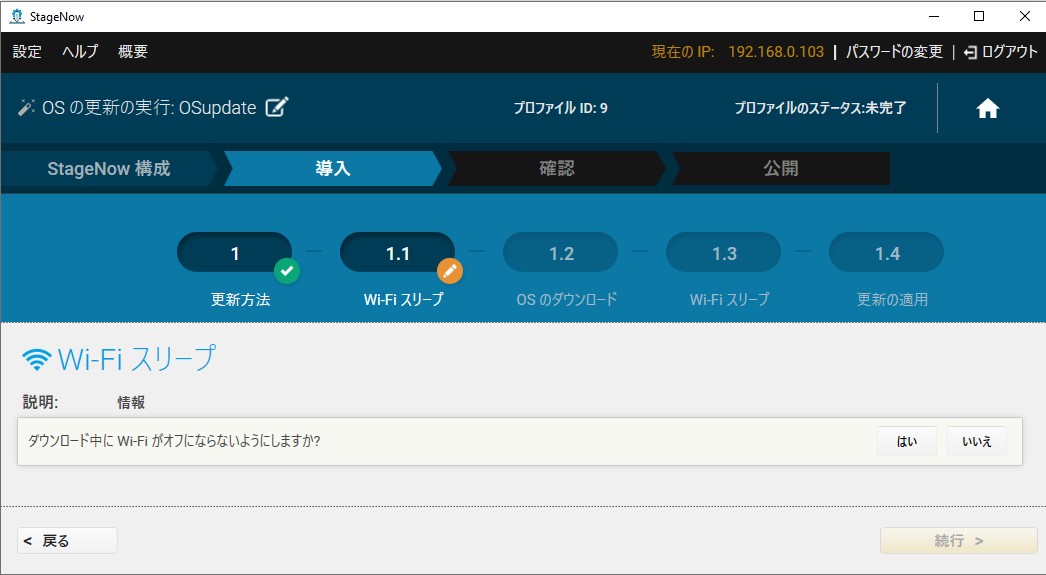 StageNow
設定 ヘルプ 概要 現在の IP: 192.168.0.103 | パスワードの変更 | ログアウト
OS の更新の実行: OSupdate プロファイル ID: 9 プロファイルのステータス:未完了
StageNow 構成 導入 確認 公開
1 1.1 1.2 1.3 1.4
更新方法 Wi-Fi スリープ OS のダウンロード Wi-Fi スリープ 更新の適用
Wi-Fi スリープ
説明: 情報
ダウンロード中に Wi-Fi がオフにならないようにしますか? はい いいえ
< 戻る 続行 >